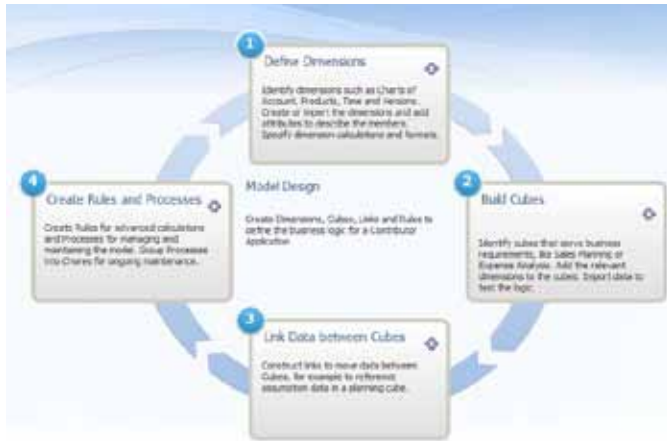 1
Define Dimensions
Identify dimensions such as Charts of
Account, Products, Time and Versions.
Create or import the dimensions and add
attributes to describe the members.
Specify dimension calculations and formats.
4
Create Rules and Processes
Create Rules for advanced calculations
and Processes for managing and
maintaining the model. Group Processes
into Chores for ongoing maintenance.
Model Design
Create Dimensions, Cubes, Links and Rules to
define the business logic for a Contributor
Application
2
Build Cubes
Identify cubes that serve business
requirements, like Sales Planning or
Expense Analysis. Add the relevant
dimensions to the cubes. Import data to
test the logic.
3
Link Data between Cubes
Construct links to move data between
Cubes, for example to reference
assumption data in a planning cube.